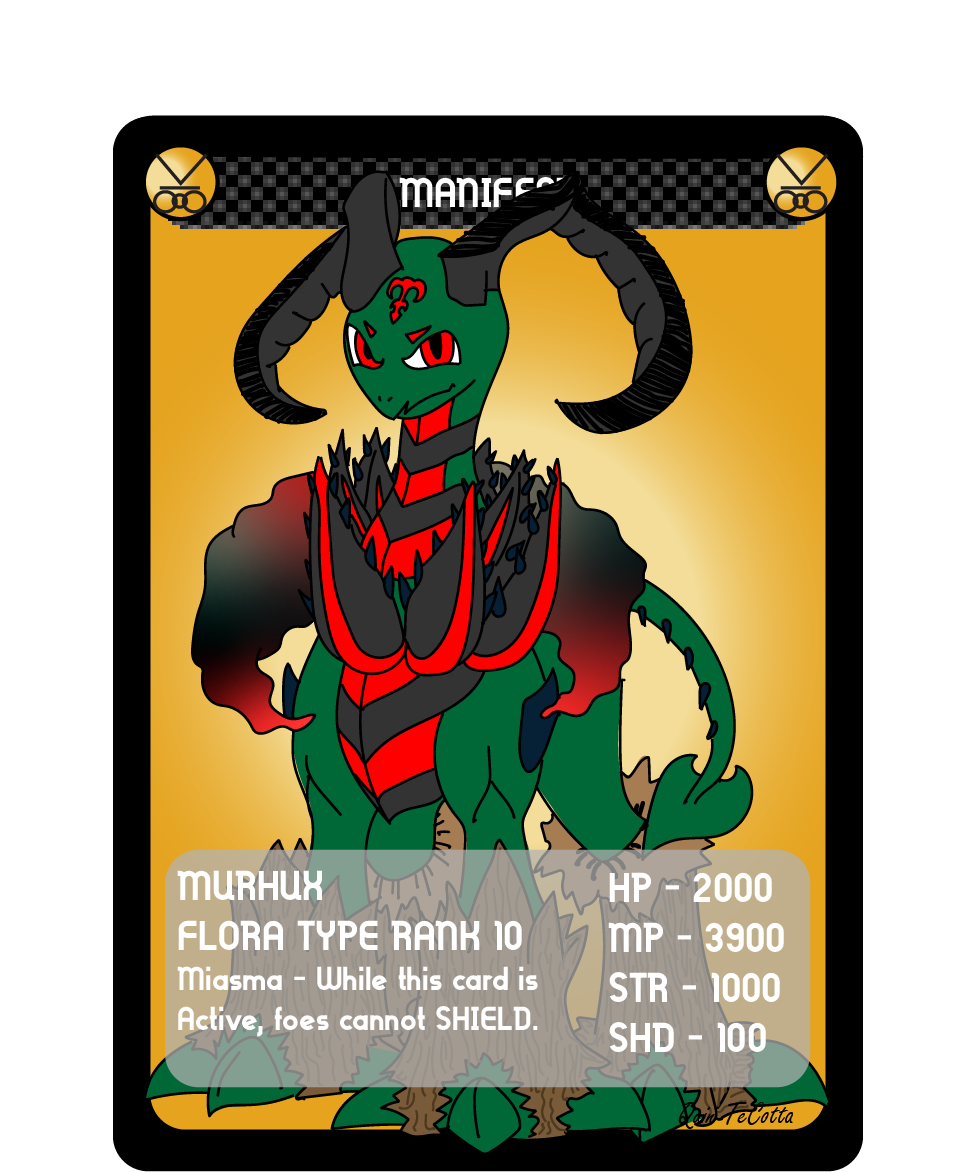 MURHUX
FLORA TYPE RANK 10
Miasma - While this card is
Active, foes cannot SHIELD.
HP - 2000
MP - 3900
STR - 1000
SHD - 100